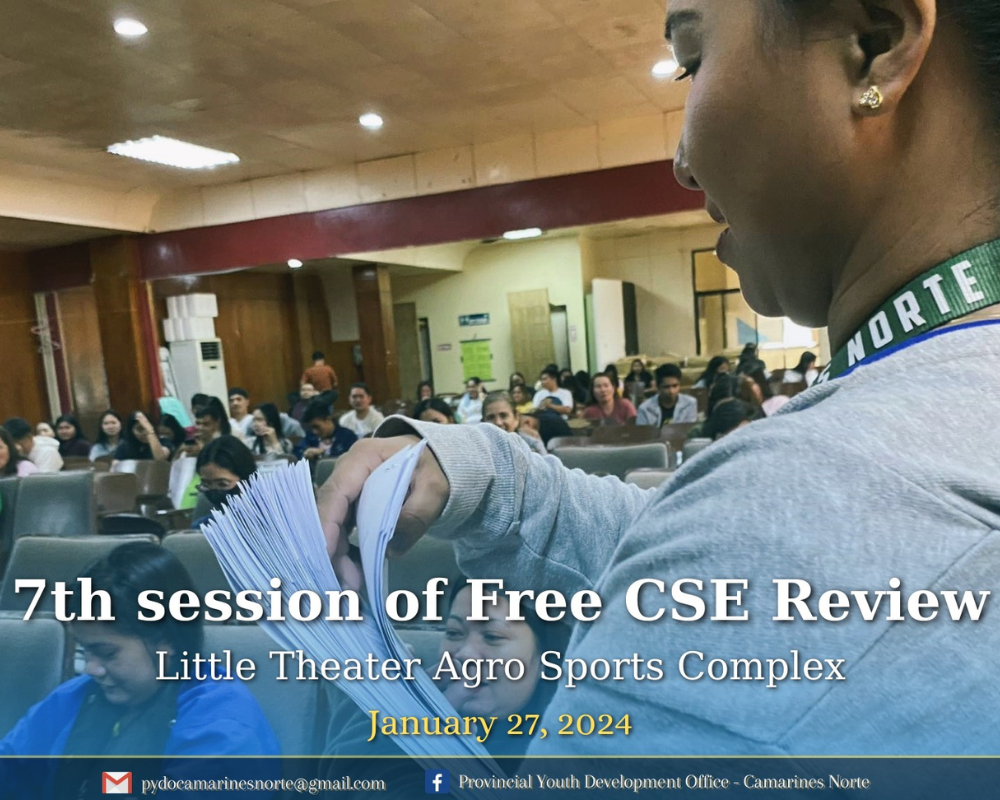 NORTE
7th session of Free CSE Review
Little Theater Agro Sports Complex
January 27, 2024
pydocamarinesnorte@gmail.com
Provincial Youth Development Office - Camarines Norte